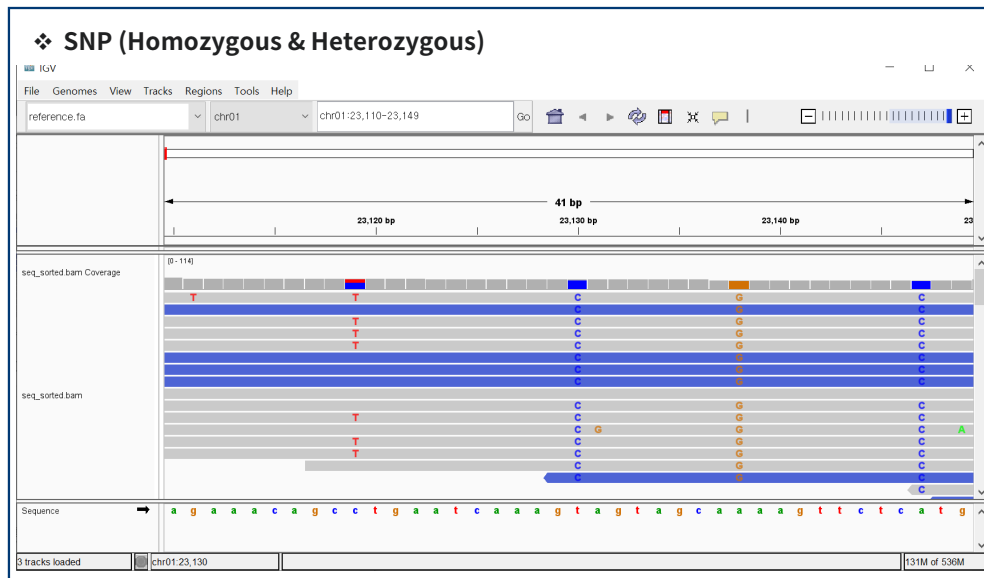 ❖ SNP (Homozygous & Heterozygous)
IGV
File Genomes View Tracks Regions Tools Help
reference.fa chr01 chr01:23,110-23,149 Go
41 bp
23,120 bp 23,130 bp 23,140 bp 23
[0 - 114]
seq_sorted.bam Coverage
T T C G C
C G C
T C G C
T C G C
T C G C
C G C
C G C
C G C
seq_sorted.bam
C G C
T C G C
C G G C A
T C G C
T C G C
C G C
C G C
C
Sequence a g a a a c a g c c t g a a t c a a a g t a g t a g c a a a a g t t c t c a t g
3 tracks loaded chr01:23,130 131M of 536M